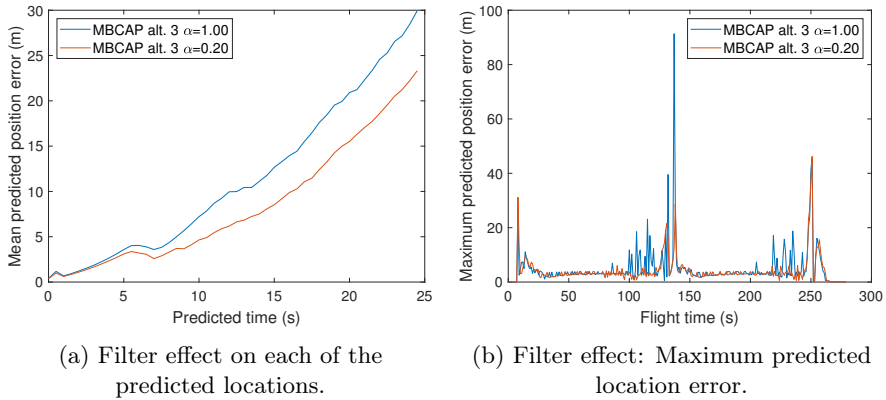 30
25
20
15
10
5
0
Mean predicted position error (m)
MBCAP alt. 3 α=1.00
MBCAP alt. 3 α=0.20
0 5 10 15 20 25
Predicted time (s)
(a) Filter effect on each of the
predicted locations.
100
80
60
40
20
0
Maximum predicted position error (m)
MBCAP alt. 3 α=1.00
MBCAP alt. 3 α=0.20
0 50 100 150 200 250 300
Flight time (s)
(b) Filter effect: Maximum predicted
location error.